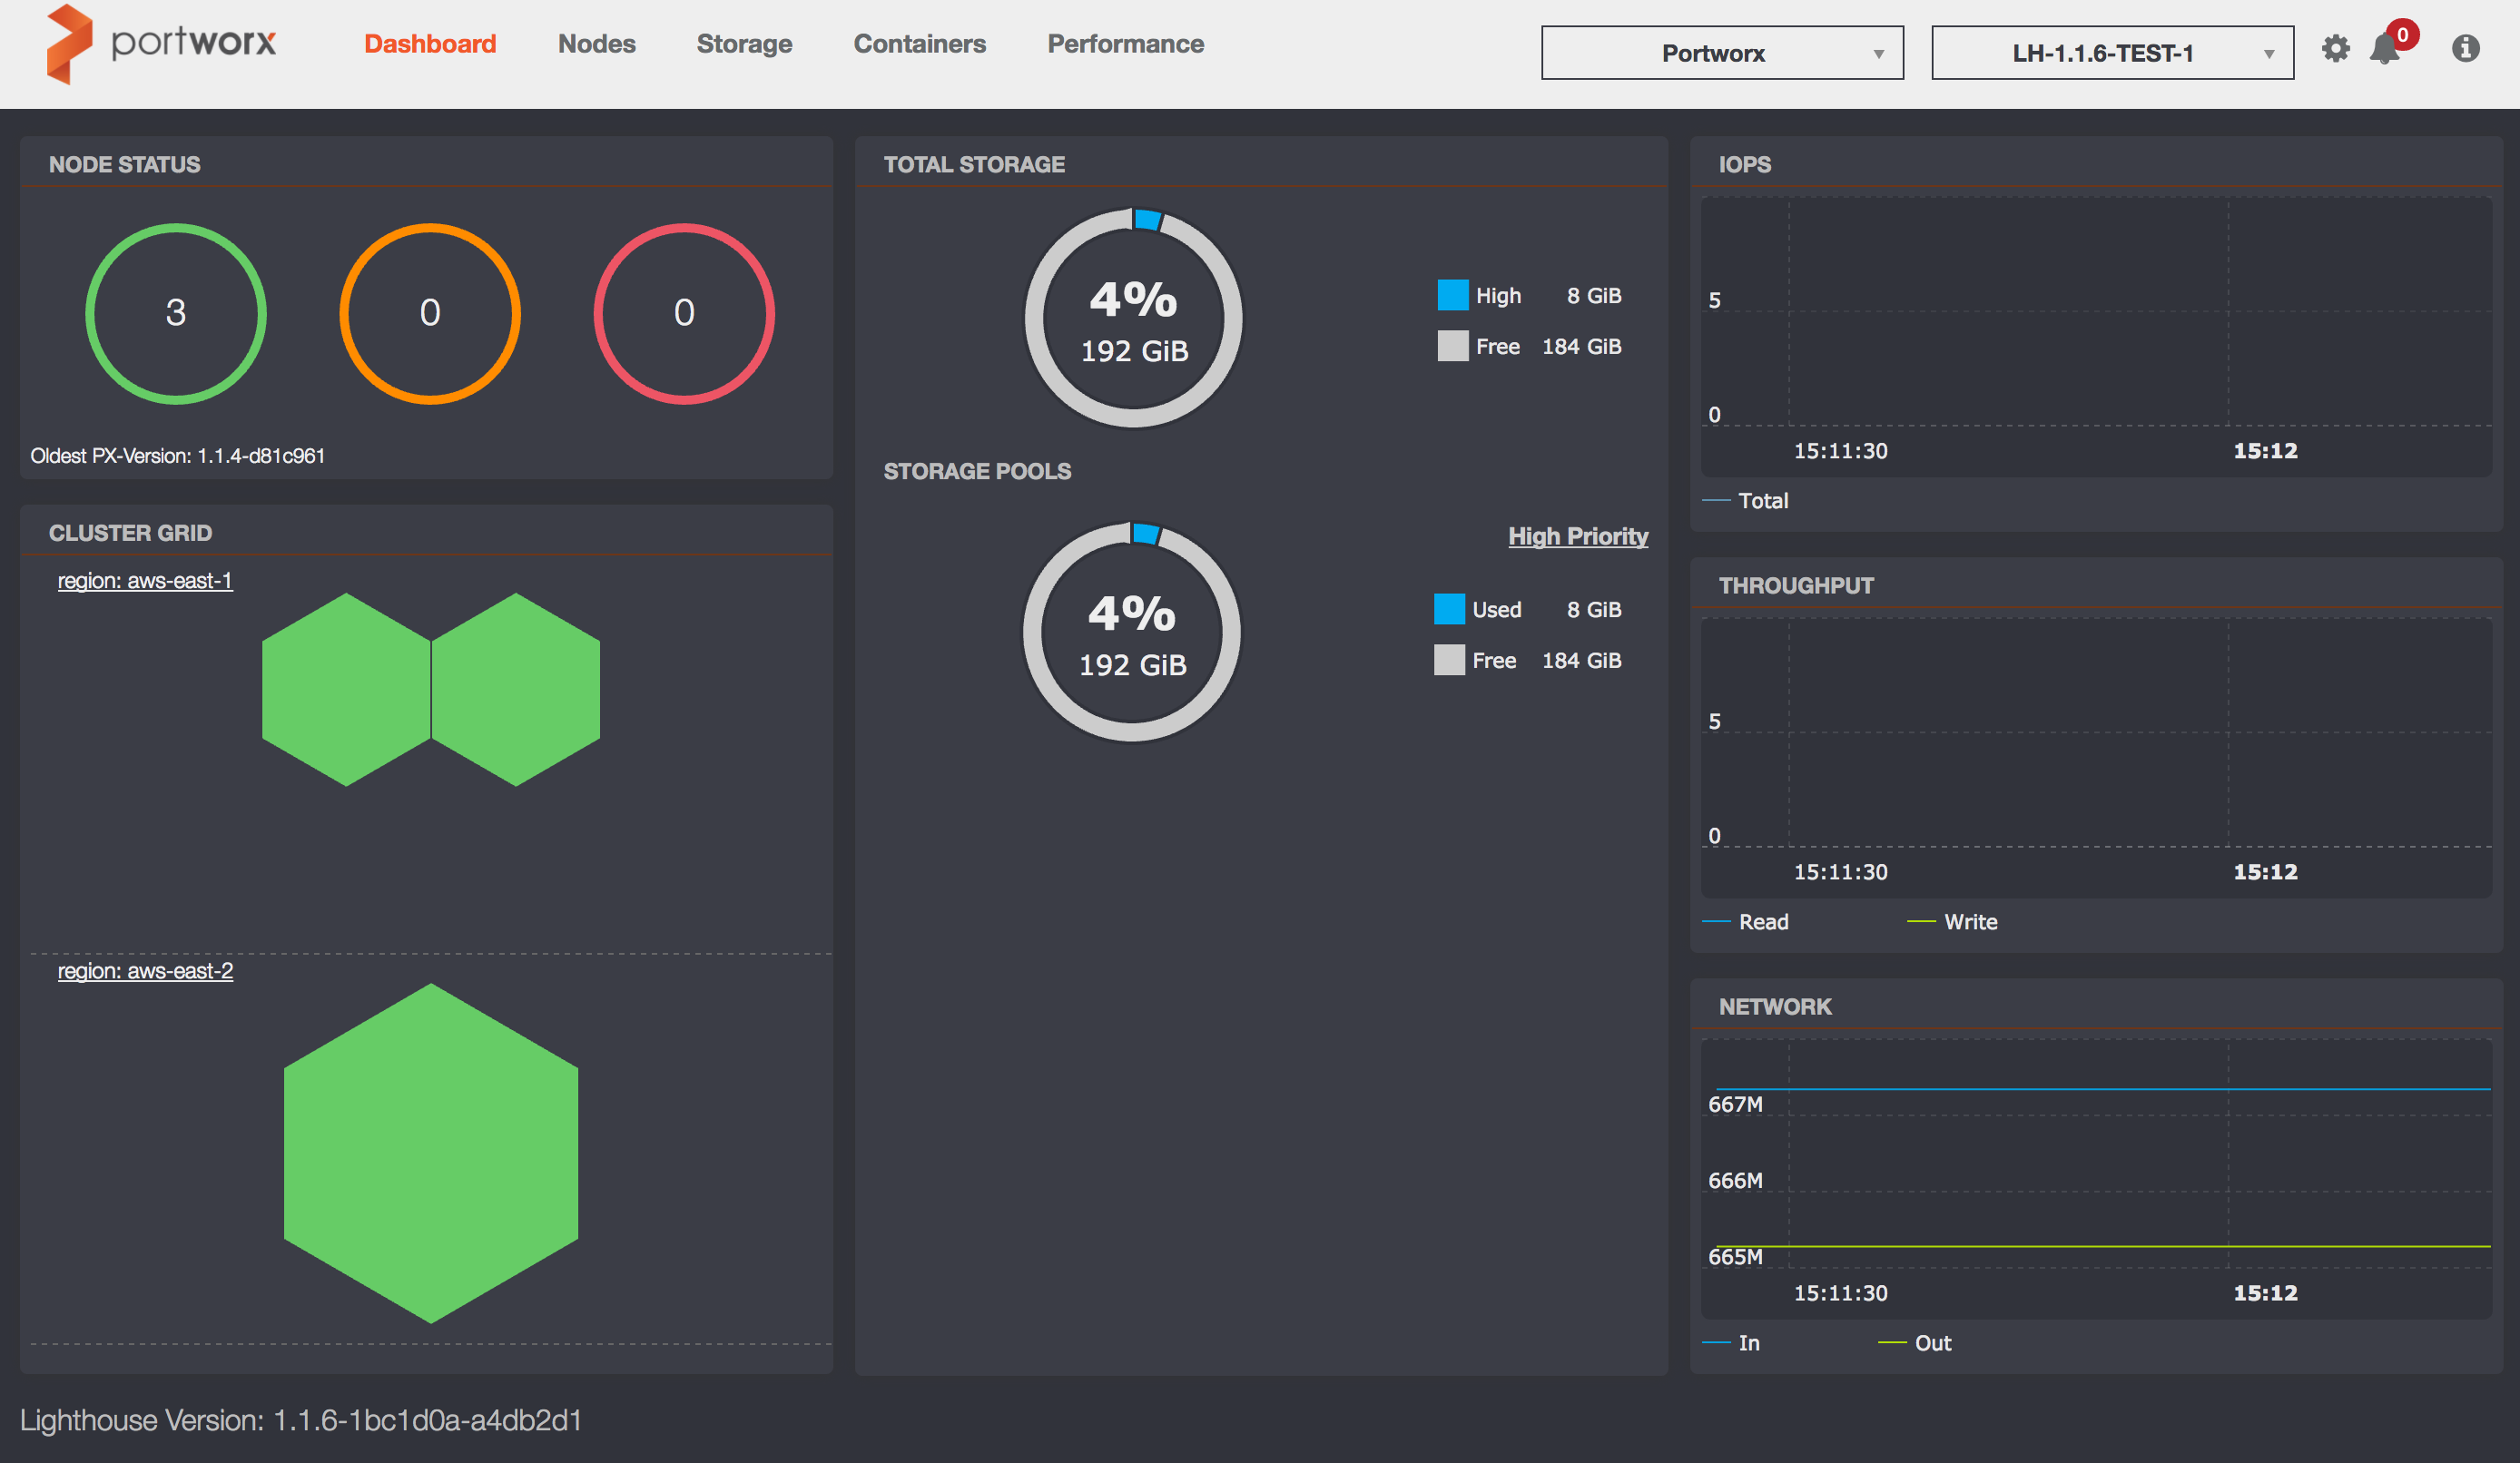 portworx
Dashboard Nodes Storage Containers Performance
Portworx
LH-1.1.6-TEST-1
0
NODE STATUS
3 0 0
Oldest PX-Version: 1.1.4-d81c961
CLUSTER GRID
region: aws-east-1
region: aws-east-2
TOTAL STORAGE
4%
192 GiB
High 8 GiB
Free 184 GiB
STORAGE POOLS
High Priority
4%
192 GiB
Used 8 GiB
Free 184 GiB
IOPS
5
0
15:11:30 15:12
Total
THROUGHPUT
5
0
15:11:30 15:12
Read Write
NETWORK
667M
666M
665M
15:11:30 15:12
In Out
Lighthouse Version: 1.1.6-1bc1d0a-a4db2d1